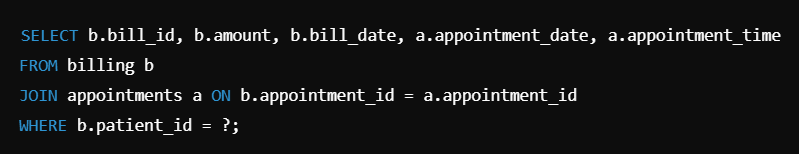 SELECT b.bill_id, b.amount, b.bill_date, a.appointment_date, a.appointment_time
FROM billing b
JOIN appointments a ON b.appointment_id = a.appointment_id
WHERE b.patient_id = ?;